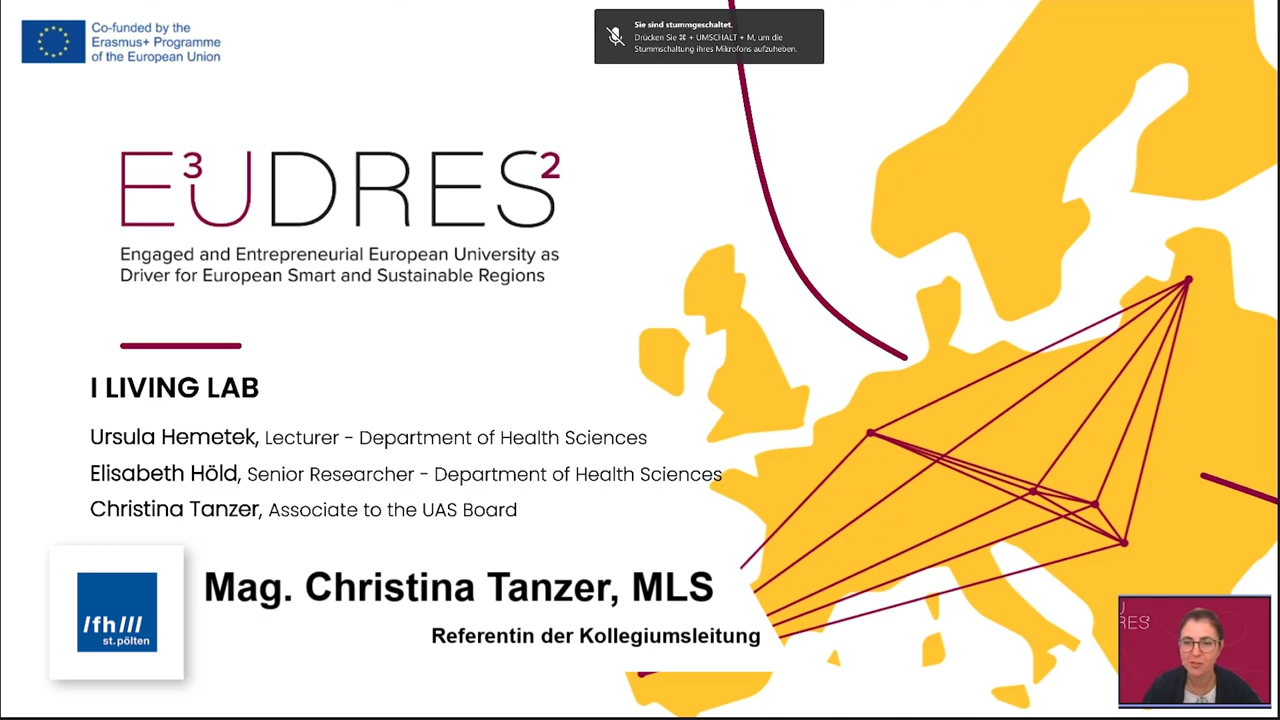 Co-funded by the
Erasmus+ Programme
of the European Union
Sie sind stummgeschaltet.
Drücken Sie ⌘ + UMSCHALT + M, um die
Stummschaltung ihres Mikrofons aufzuheben.
E³UDRES²
Engaged and Entrepreneurial European University as
Driver for European Smart and Sustainable Regions
I LIVING LAB
Ursula Hemetek, Lecturer - Department of Health Sciences
Elisabeth Höld, Senior Researcher - Department of Health Sciences
Christina Tanzer, Associate to the UAS Board
Mag. Christina Tanzer, MLS
Referentin der Kollegiumsleitung
/fh///
st.pölten
U
RES²